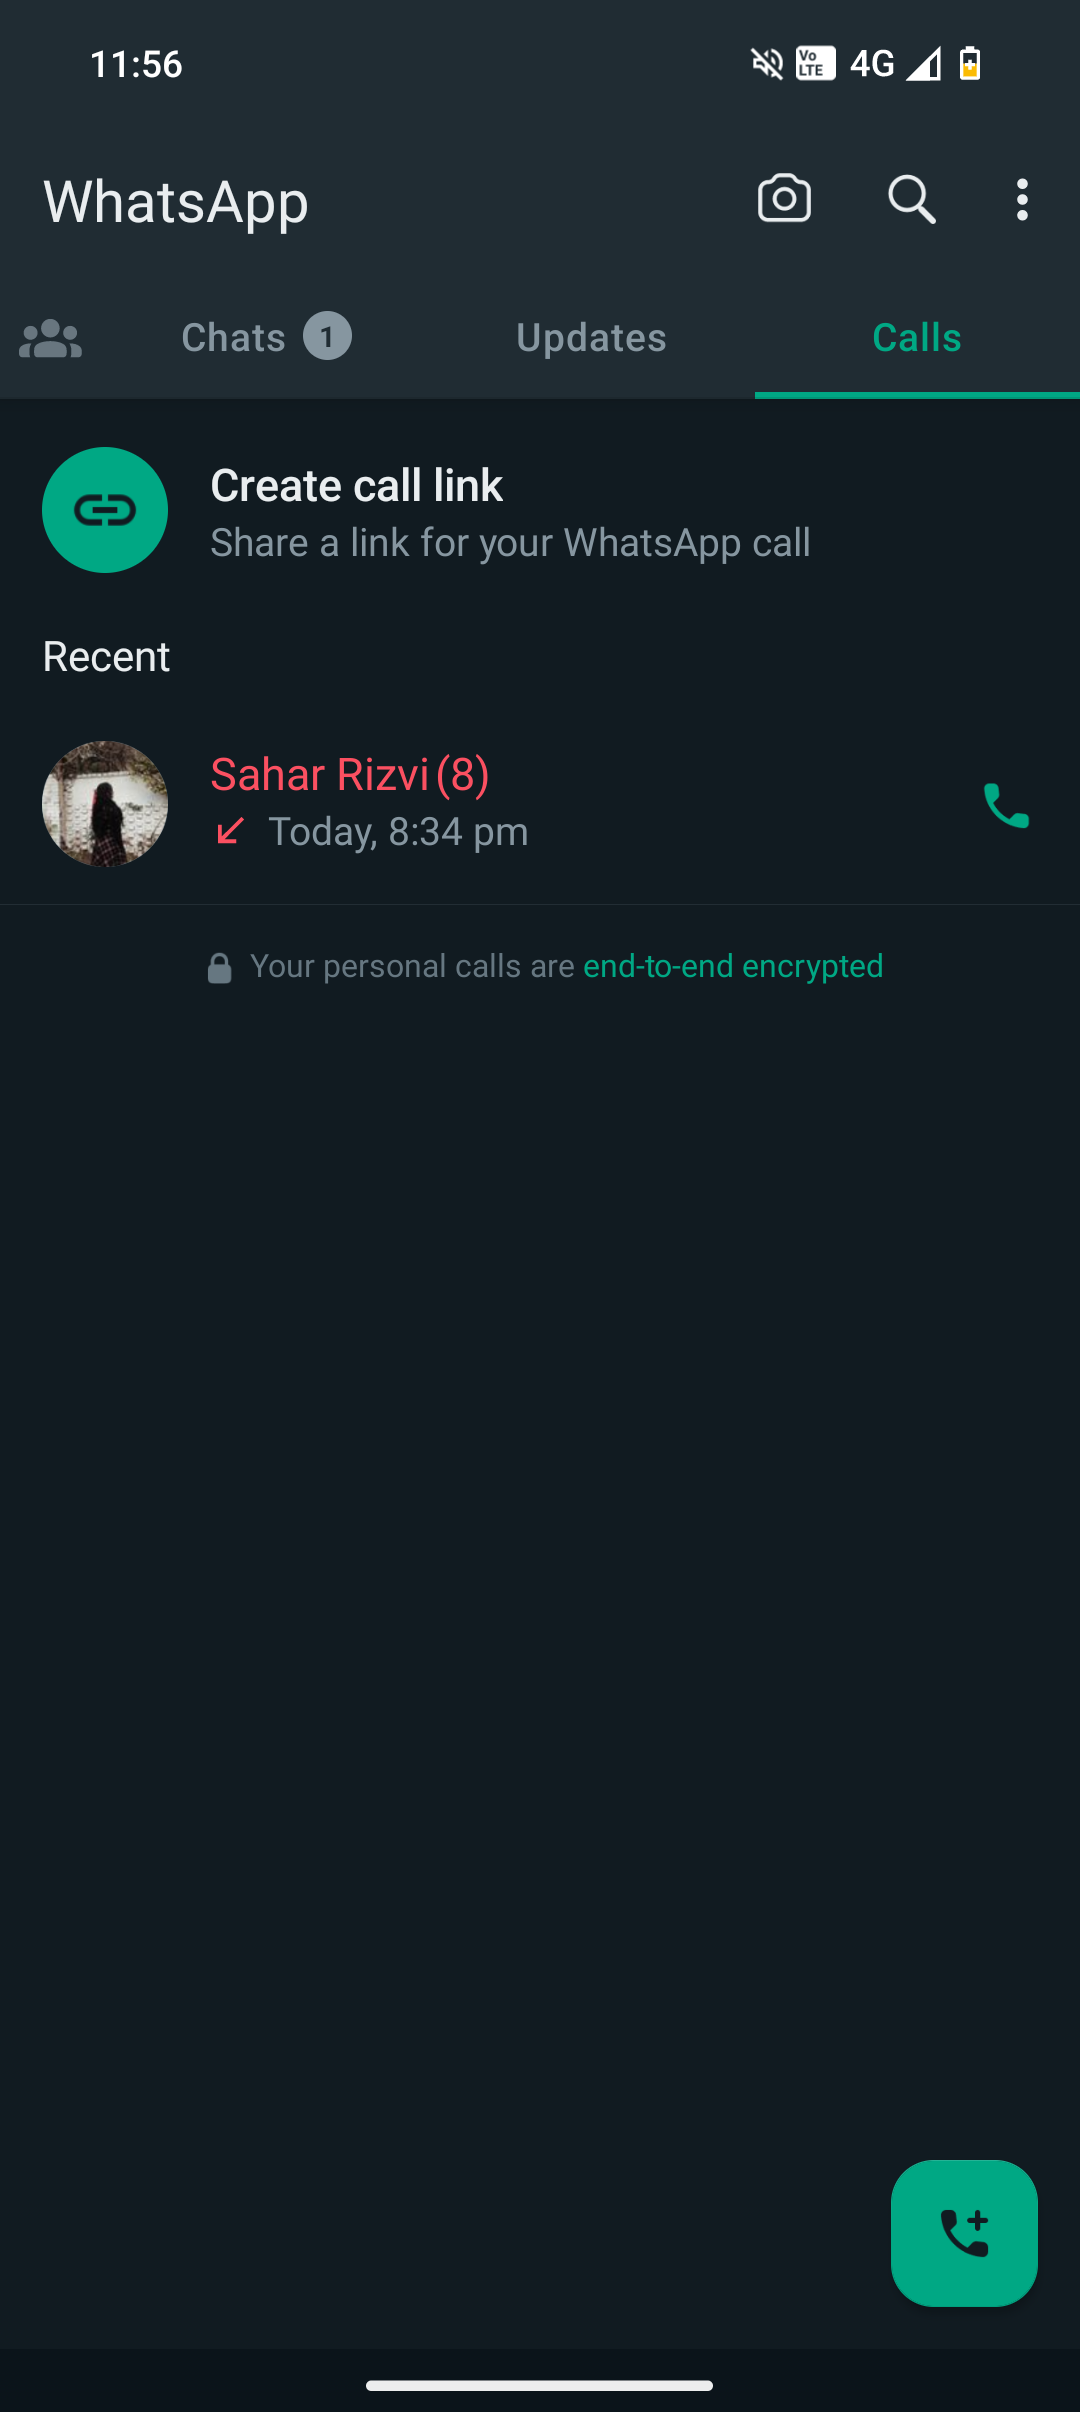 11:56
Vo LTE 4G
WhatsApp
Chats 1 Updates Calls
Create call link
Share a link for your WhatsApp call
Recent
Sahar Rizvi (8)
Today, 8:34 pm
Your personal calls are end-to-end encrypted